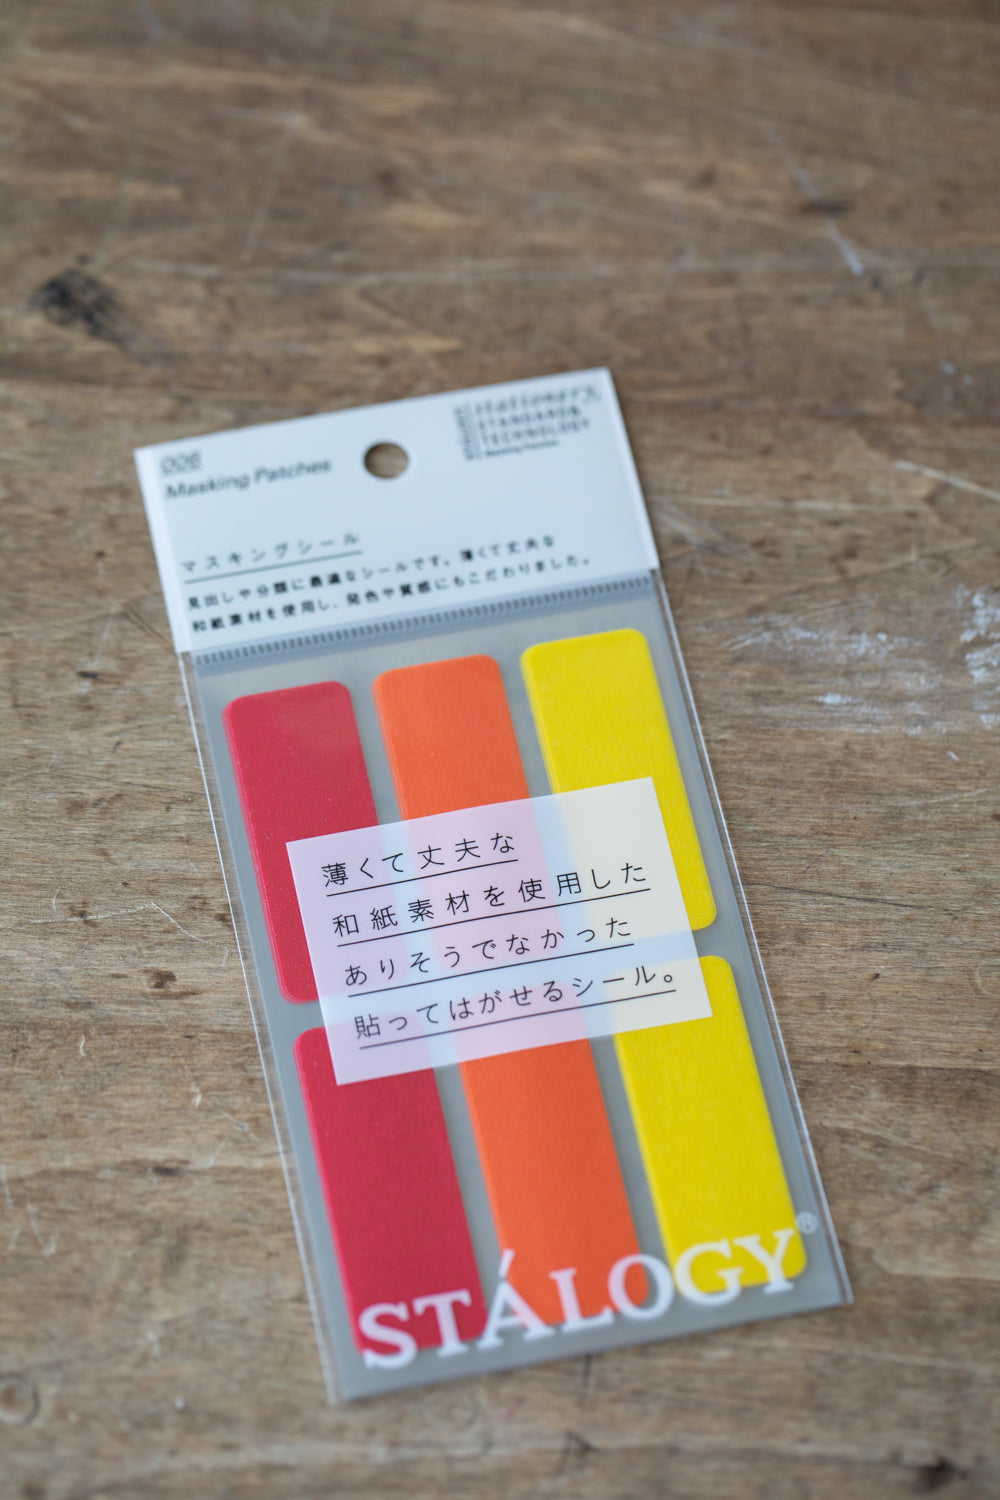 006
Masking Patches
stationery
STANDARD &
TECHNOLOGY
Masking Patches
マスキングシール
見出しや分類に最適なシールです。薄くて丈夫な
和紙素材を使用し、発色や質感にもこだわりました。
薄くて丈夫な
和紙素材を使用した
ありそうでなかった
貼ってはがせるシール。
STÁLOGY®